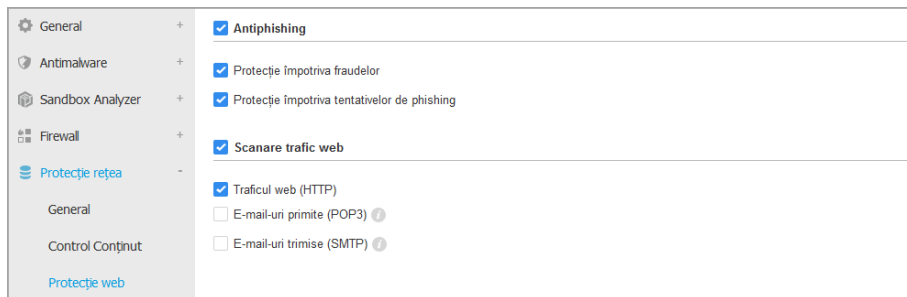 General +
Antimalware +
Sandbox Analyzer +
Firewall +
Protecție rețea -
General
Control Conținut
Protecție web
Antiphishing
Protecție împotriva fraudelor
Protecție împotriva tentativelor de phishing
Scanare trafic web
Traficul web (HTTP)
E-mail-uri primite (POP3) i
E-mail-uri trimise (SMTP) i